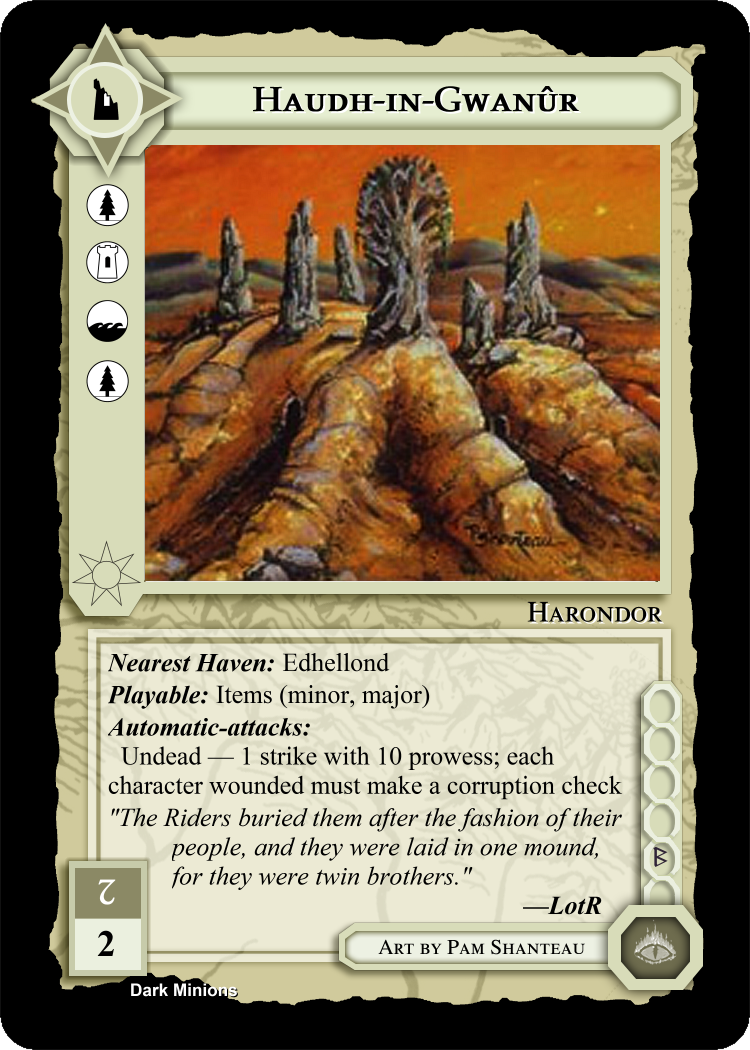 Haudh-in-Gwanûr
PShanteau
Harondor
Nearest Haven: Edhellond
Playable: Items (minor, major)
Automatic-attacks:
Undead — 1 strike with 10 prowess; each
character wounded must make a corruption check
"The Riders buried them after the fashion of their
people, and they were laid in one mound,
for they were twin brothers."
—LotR
2
2
Art by Pam Shanteau
Dark Minions